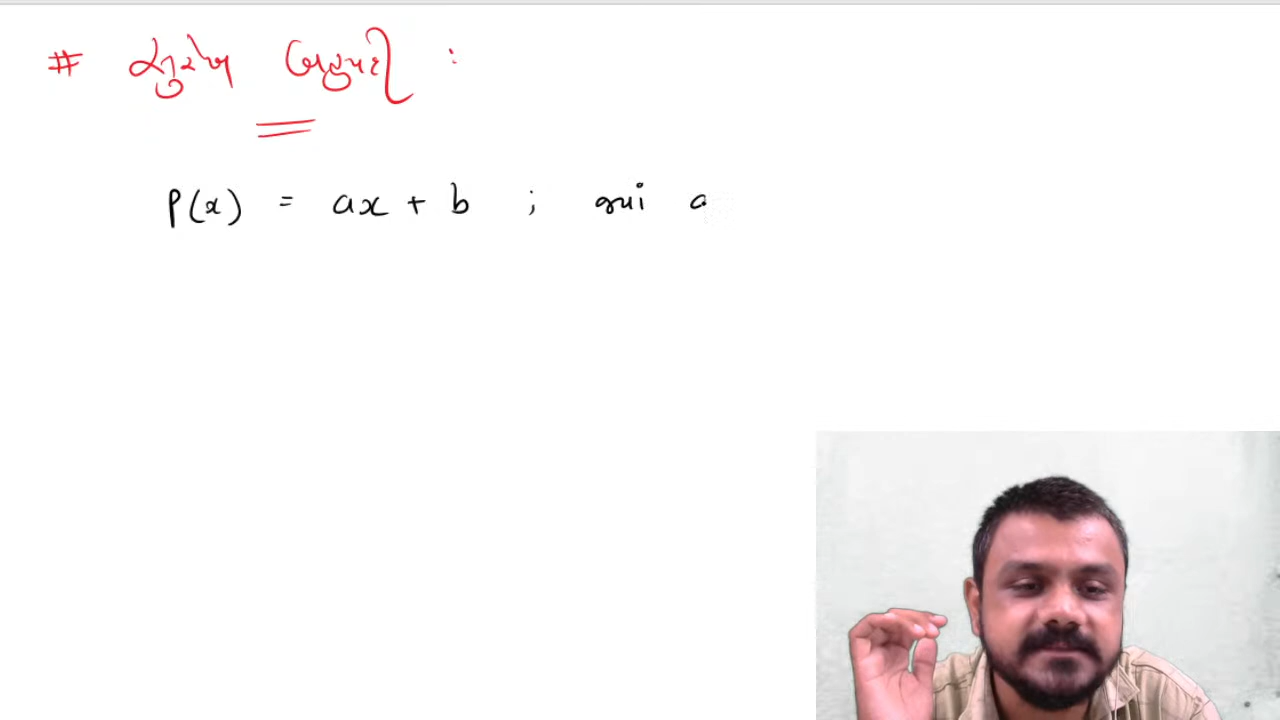 # સુરેખ બહુપદી :
P(x) = ax + b ; જ્યાં a